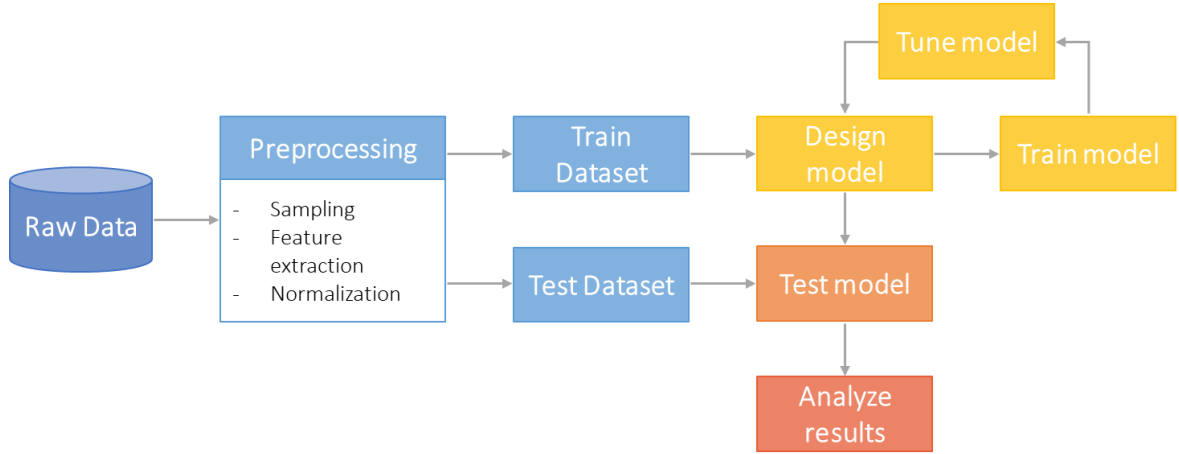 Tune model
Preprocessing
Train
Dataset
Design
model
Train model
Raw Data
- Sampling
- Feature
extraction
- Normalization
Test Dataset
Test model
Analyze
results